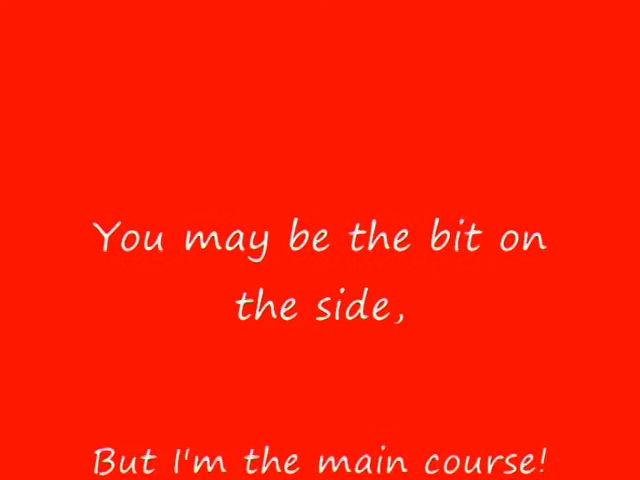 You may be the bit on
the side,
But I'm the main course!